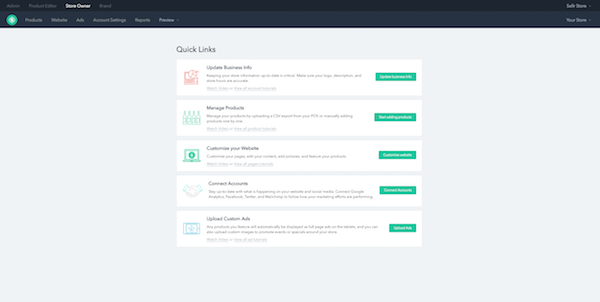 Admin Product Editor Store Owner Brand Sellr Store
Products Website Ads Account Settings Reports Preview Your Store
Quick Links
Update Business Info
Keeping your store information up-to-date is critical. Make sure your logo, description, and
store hours are accurate.
Watch Video or View all account tutorials
Update business info
Manage Products
Manage your products by uploading a CSV export from your POS or manually adding
products one by one.
Watch Video or View all product tutorials
Start adding products
Customize your Website
Customize your pages, edit your content, add pictures, and feature your products.
Watch Video or View all pages tutorials
Customize website
Connect Accounts
Stay up-to-date with what is happening on your website and social media. Connect Google
Analytics, Facebook, Twitter, and Mailchimp to follow how your marketing efforts are performing.
Connect Accounts
Upload Custom Ads
Any products you feature will automatically be displayed as full page ads on the tablets, and you can
also upload custom images to promote events or specials around your store.
Watch Video or View all ad tutorials
Upload Ads